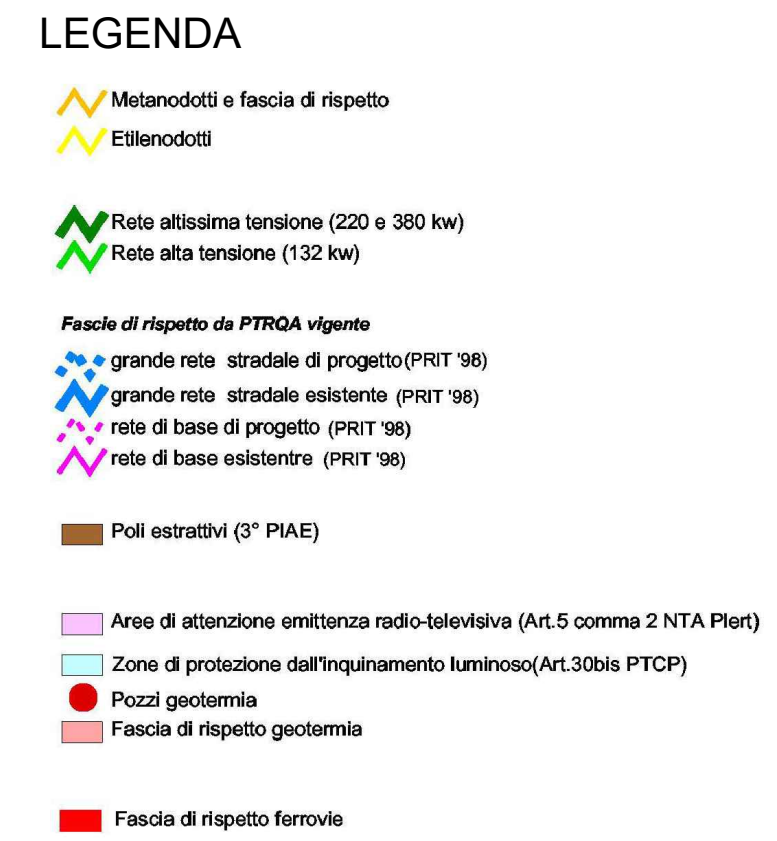 LEGENDA
Metanodotti e fascia di rispetto
Etilenodotti
Rete altissima tensione (220 e 380 kw)
Rete alta tensione (132 kw)
Fascie di rispetto da PTRQA vigente
grande rete stradale di progetto(PRIT '98)
grande rete stradale esistente (PRIT '98)
rete di base di progetto (PRIT '98)
rete di base esistentre (PRIT '98)
Poli estrattivi (3° PIAE)
Aree di attenzione emittenza radio-televisiva (Art.5 comma 2 NTA Plert)
Zone di protezione dall'inquinamento luminoso(Art.30bis PTCP)
Pozzi geotermia
Fascia di rispetto geotermia
Fascia di rispetto ferrovie